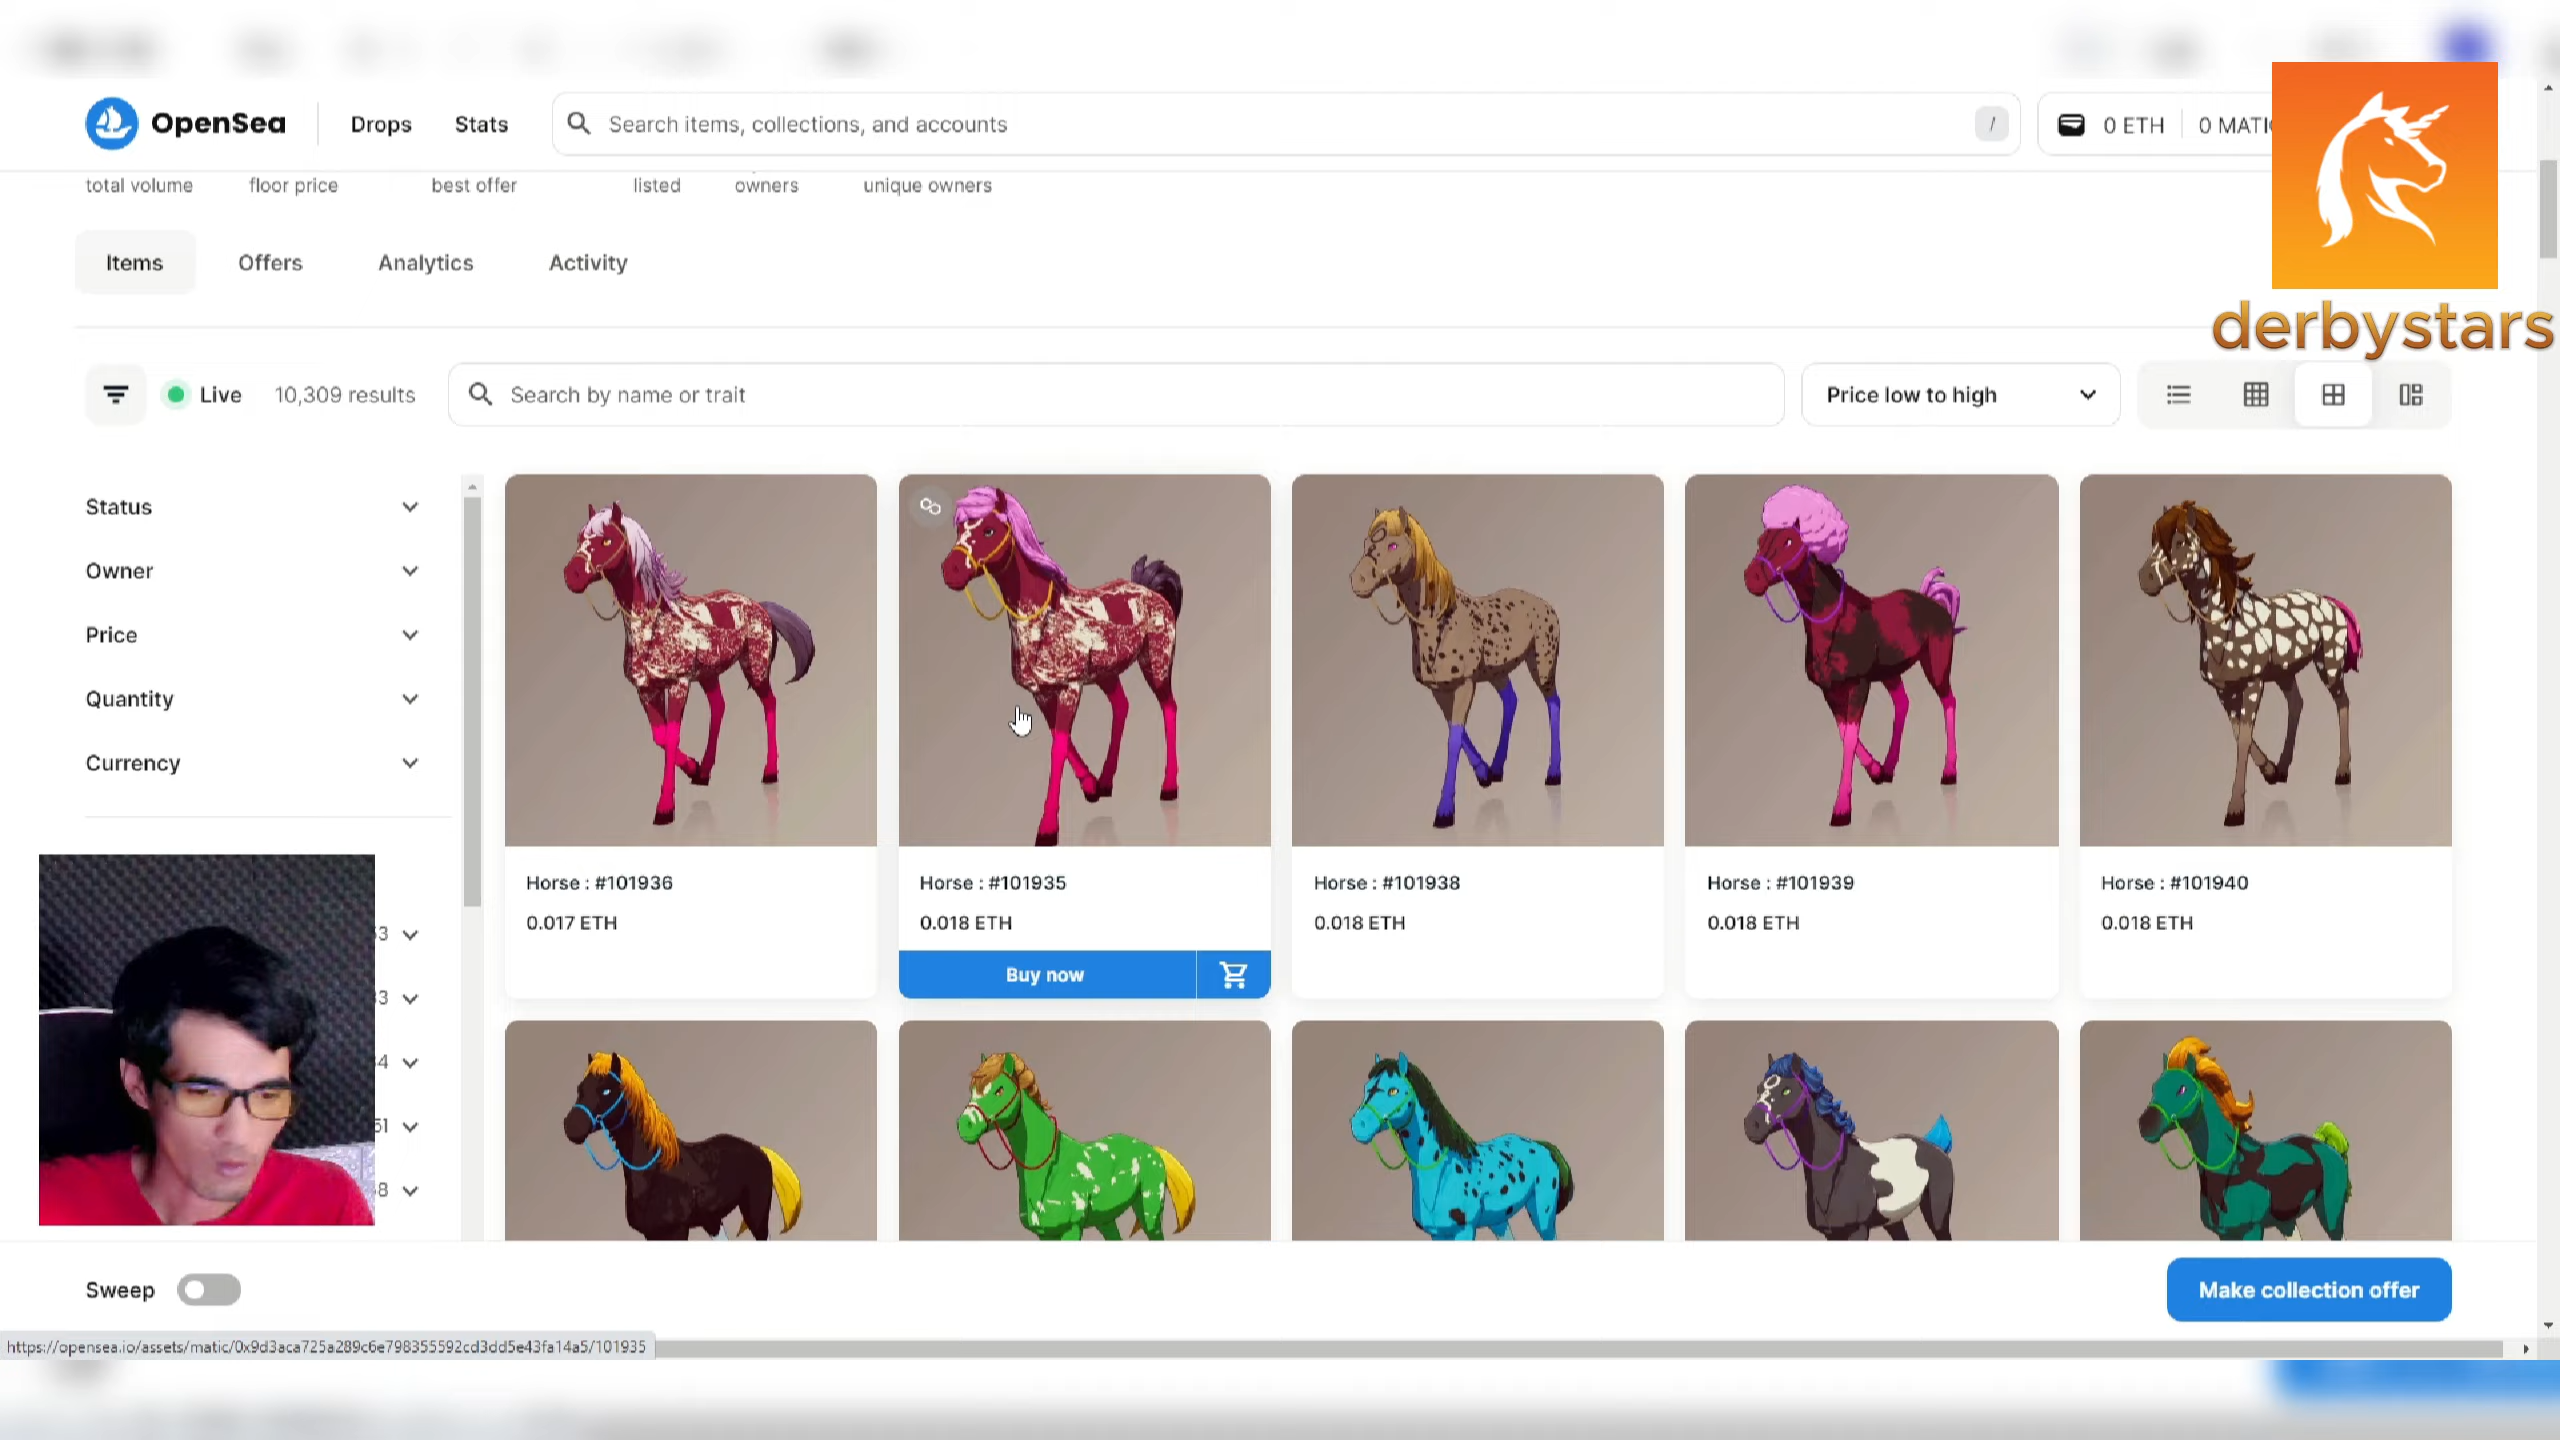 OpenSea
Drops
Stats
Search items, collections, and accounts
/
0 ETH
0 MATIC
total volume
floor price
best offer
listed
owners
unique owners
derbystars
Items
Offers
Analytics
Activity
Live
10,309 results
Search by name or trait
Price low to high
Status
Owner
Price
Quantity
Currency
Horse : #101936
0.017 ETH
Horse : #101935
0.018 ETH
Buy now
Horse : #101938
0.018 ETH
Horse : #101939
0.018 ETH
Horse : #101940
0.018 ETH
Sweep
Make collection offer
https://opensea.io/assets/matic/0x9d3aca725a289c6e798355592cd3dd5e43fa14a5/101935